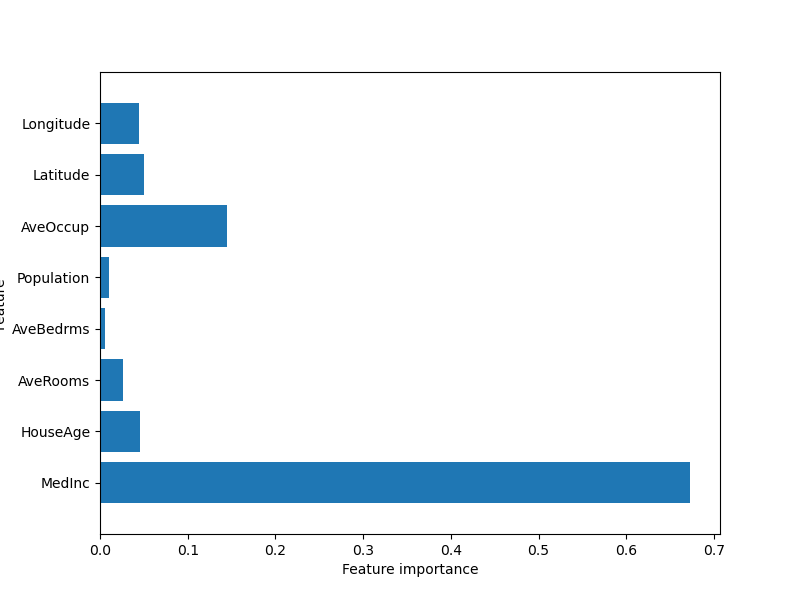 Longitude
Latitude
AveOccup
Population
AveBedrms
AveRooms
HouseAge
MedInc
0.0 0.1 0.2 0.3 0.4 0.5 0.6 0.7
Feature importance